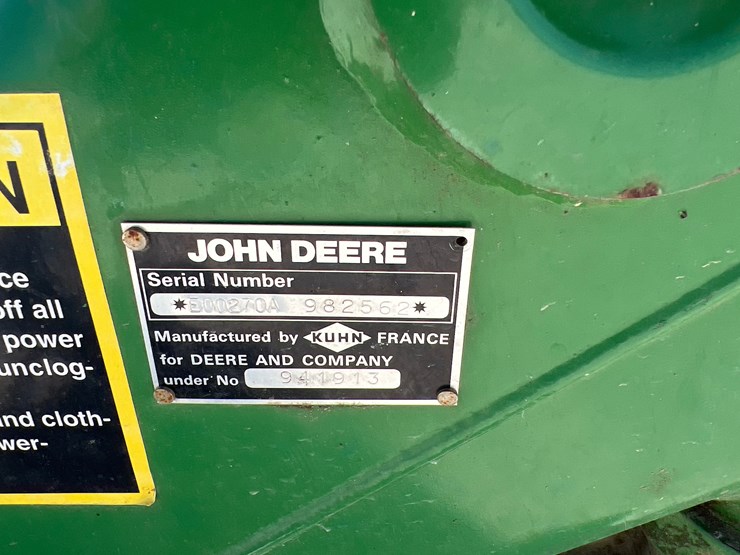 N
ce
off all
power
unclog-
nd cloth-
wer-
JOHN DEERE
Serial Number
*E00270A 982562*
Manufactured by KUHN FRANCE
for DEERE AND COMPANY
under No 941913